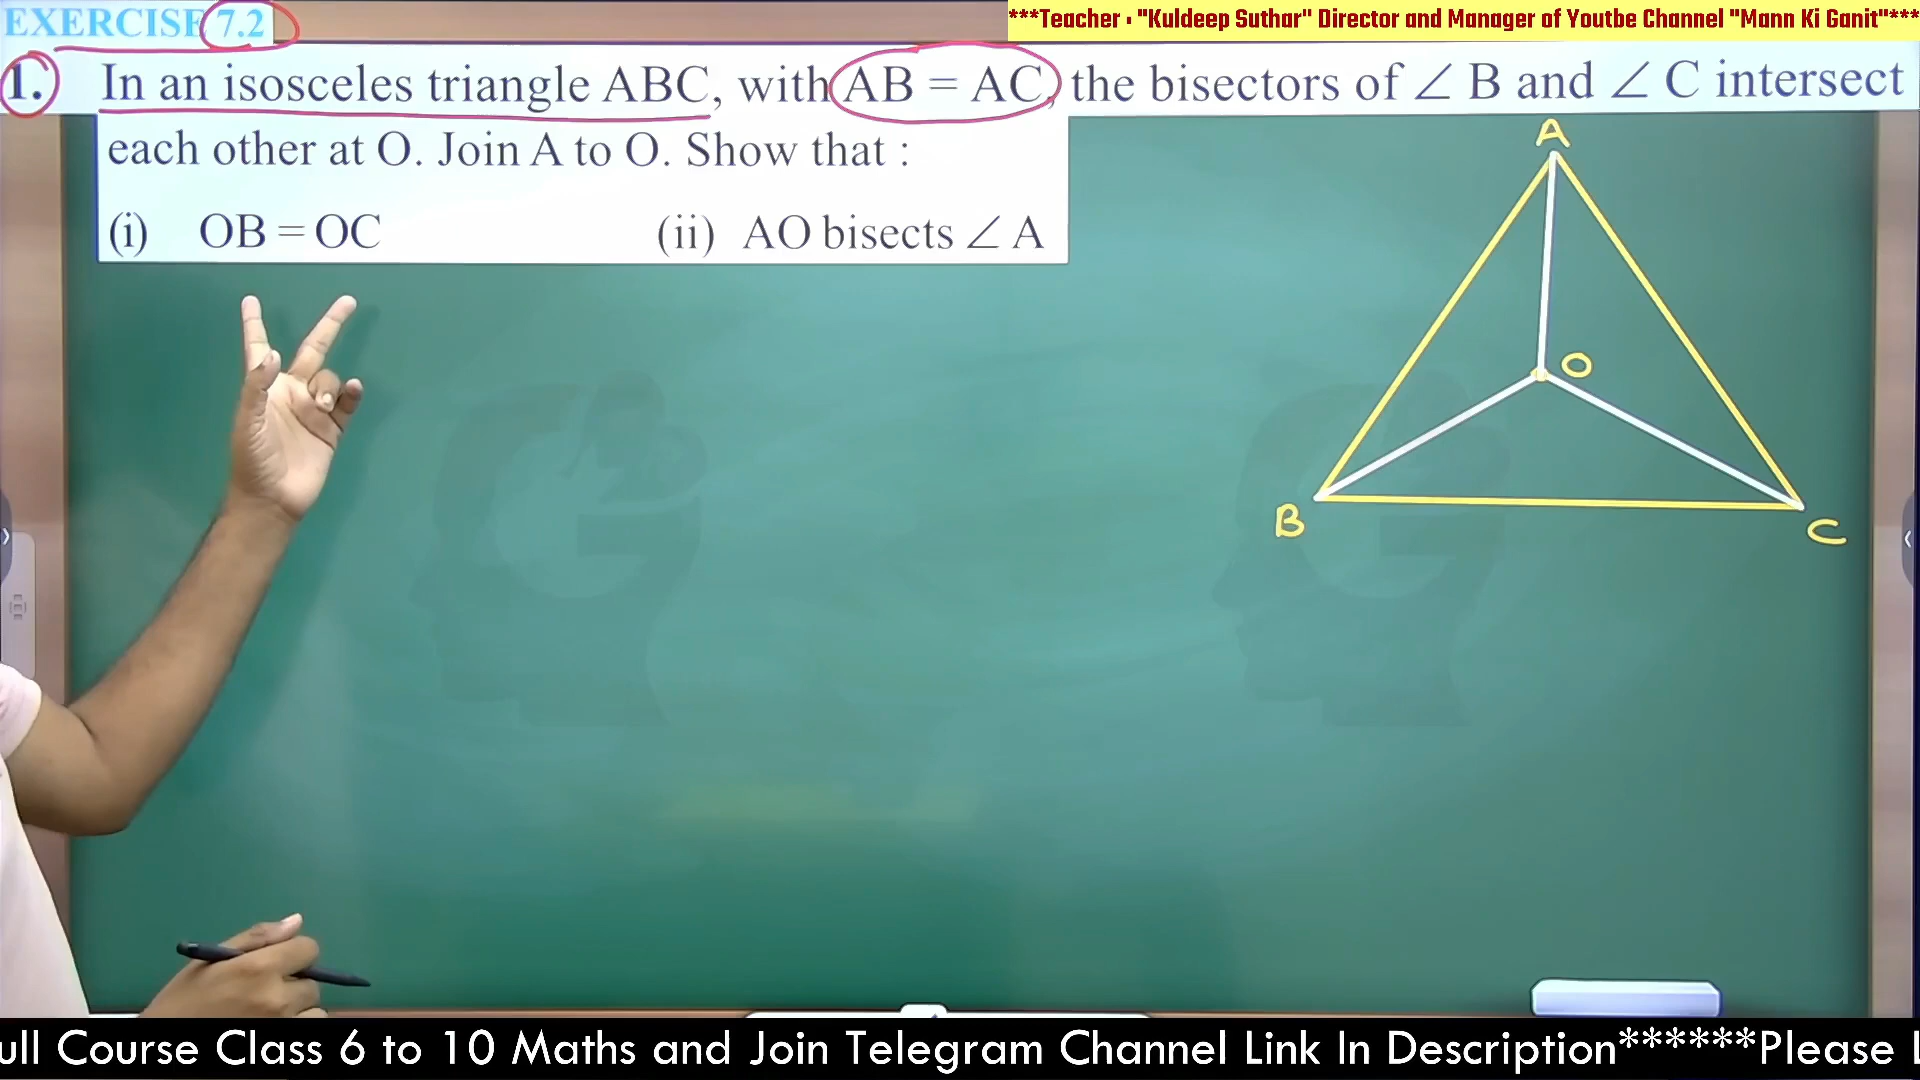 EXERCISE 7.2
***Teacher : "Kuldeep Suthar" Director and Manager of Youtbe Channel "Mann Ki Ganit"***
1. In an isosceles triangle ABC, with AB = AC, the bisectors of ∠ B and ∠ C intersect
each other at O. Join A to O. Show that :
(i) OB = OC (ii) AO bisects ∠ A
A
O
B
C
ull Course Class 6 to 10 Maths and Join Telegram Channel Link In Description******Please L